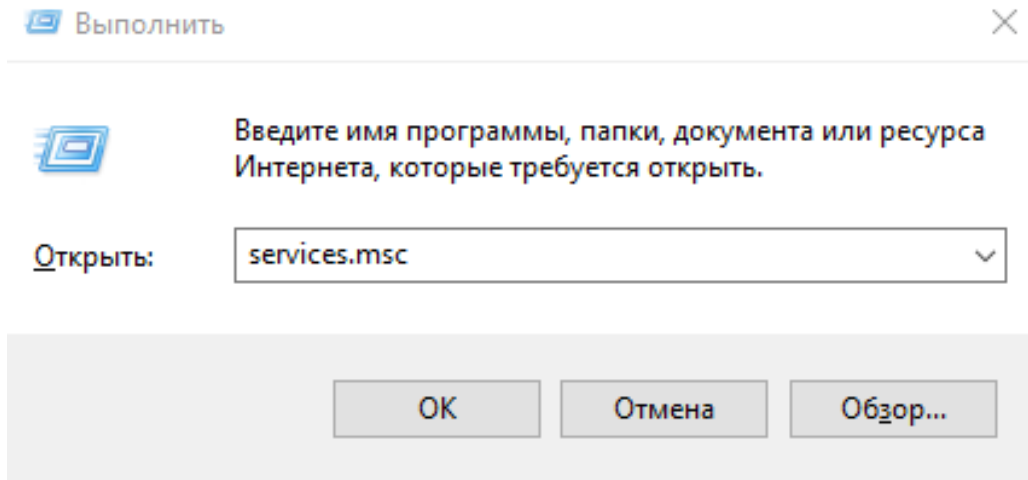 Выполнить
Введите имя программы, папки, документа или ресурса
Интернета, которые требуется открыть.
Открыть:
services.msc
ОК
Отмена
Обзор...